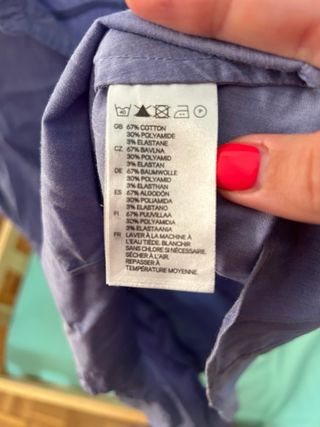 40
GB 67% COTTON
30% POLYAMIDE
3% ELASTANE
CZ 67% BAVLNA
30% POLYAMID
3% ELASTAN
DE 67% BAUMWOLLE
30% POLYAMID
3% ELASTHAN
ES 67% ALGODÓN
30% POLIAMIDA
3% ELASTANO
FI 67% PUUVILLAA
30% POLYAMIDIA
3% ELASTAANIA
FR LAVER À LA MACHINE À
L'EAU TIÈDE. BLANCHIR
SANS CHLORE SI NÉCESSAIRE.
SÉCHER À L'AIR.
REPASSER À
TEMPÉRATURE MOYENNE.